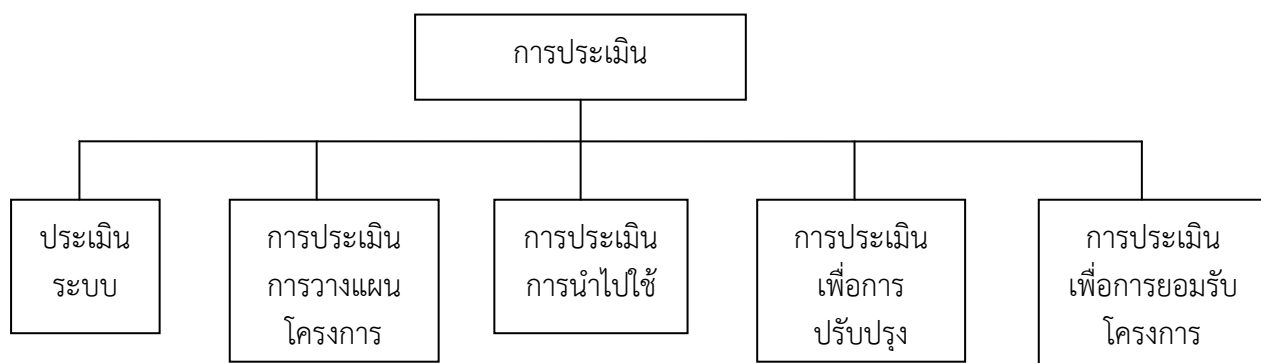 การประเมิน
ประเมิน
ระบบ
การประเมิน
การวางแผน
โครงการ
การประเมิน
การนำไปใช้
การประเมิน
เพื่อการ
ปรับปรุง
การประเมิน
เพื่อการยอมรับ
โครงการ